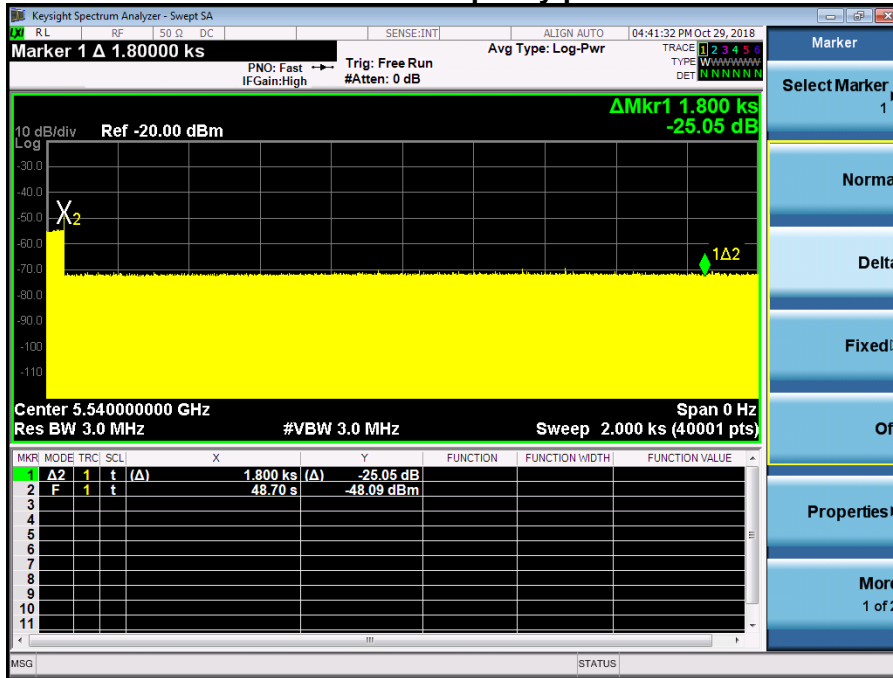 Keysight Spectrum Analyzer - Swept SA
LXI RL RF 50 Ω DC SENSE:INT ALIGN AUTO 04:41:32 PM Oct 29, 2018
Marker 1 Δ 1.80000 ks
PNO: Fast
IFGain:High
Trig: Free Run
#Atten: 0 dB
Avg Type: Log-Pwr
TRACE 1 2 3 4 5 6
TYPE WWWWWW
DET N N N N N N
ΔMkr1 1.800 ks
-25.05 dB
10 dB/div Ref -20.00 dBm
Log
-30.0
-40.0
-50.0
-60.0
-70.0
-80.0
-90.0
-100
-110
2
1Δ2
Center 5.540000000 GHz Span 0 Hz
Res BW 3.0 MHz #VBW 3.0 MHz Sweep 2.000 ks (40001 pts)
MKR MODE TRC SCL X Y FUNCTION FUNCTION WIDTH FUNCTION VALUE
1 Δ2 1 t (Δ) 1.800 ks (Δ) -25.05 dB
2 F 1 t 48.70 s -48.09 dBm
3
4
5
6
7
8
9
10
11
MSG STATUS
Marker
Select Marker
1
Norma
Delta
Fixed
Of
Properties
More
1 of 2